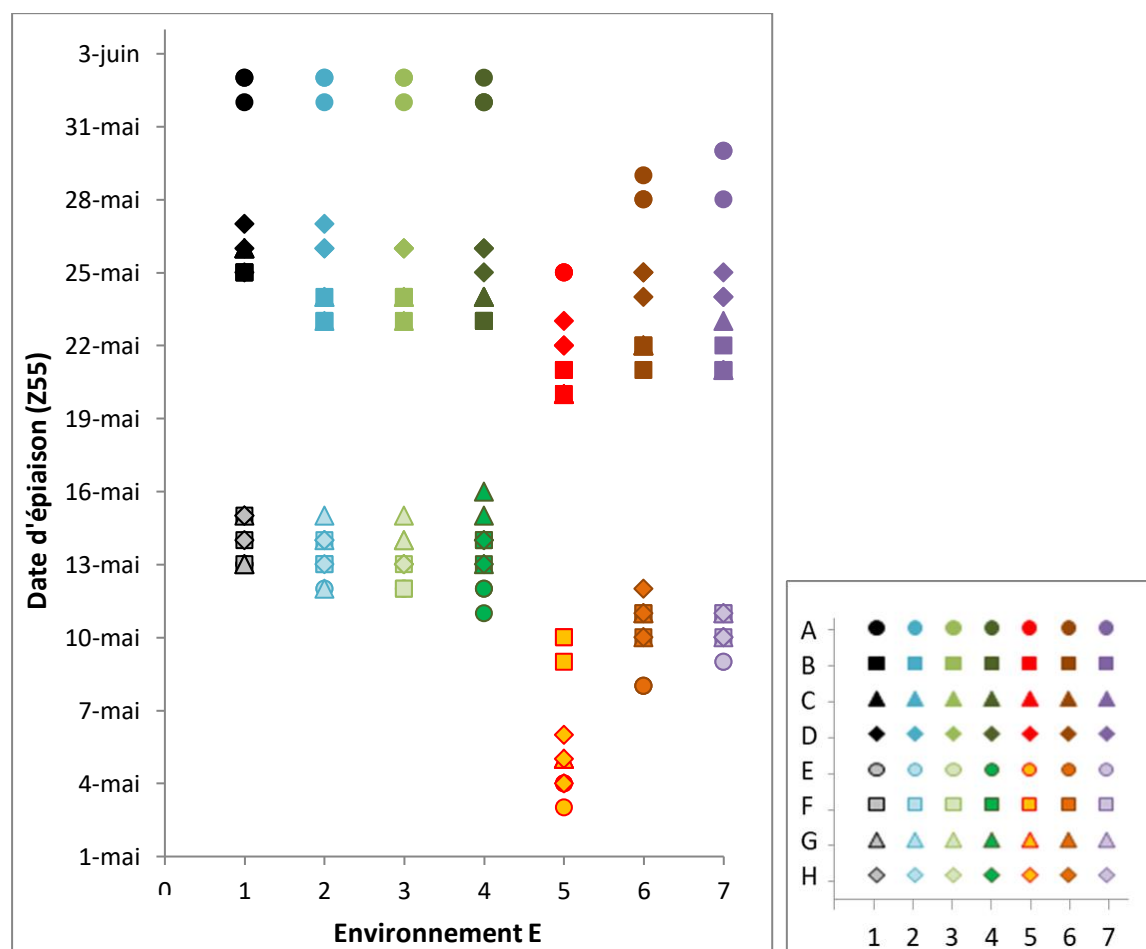 3-juin
31-mai
28-mai
25-mai
22-mai
19-mai
16-mai
13-mai
10-mai
7-mai
4-mai
1-mai
Date d'épiaison (Z55)
0 1 2 3 4 5 6 7
Environnement E
A
B
C
D
E
F
G
H
1 2 3 4 5 6 7